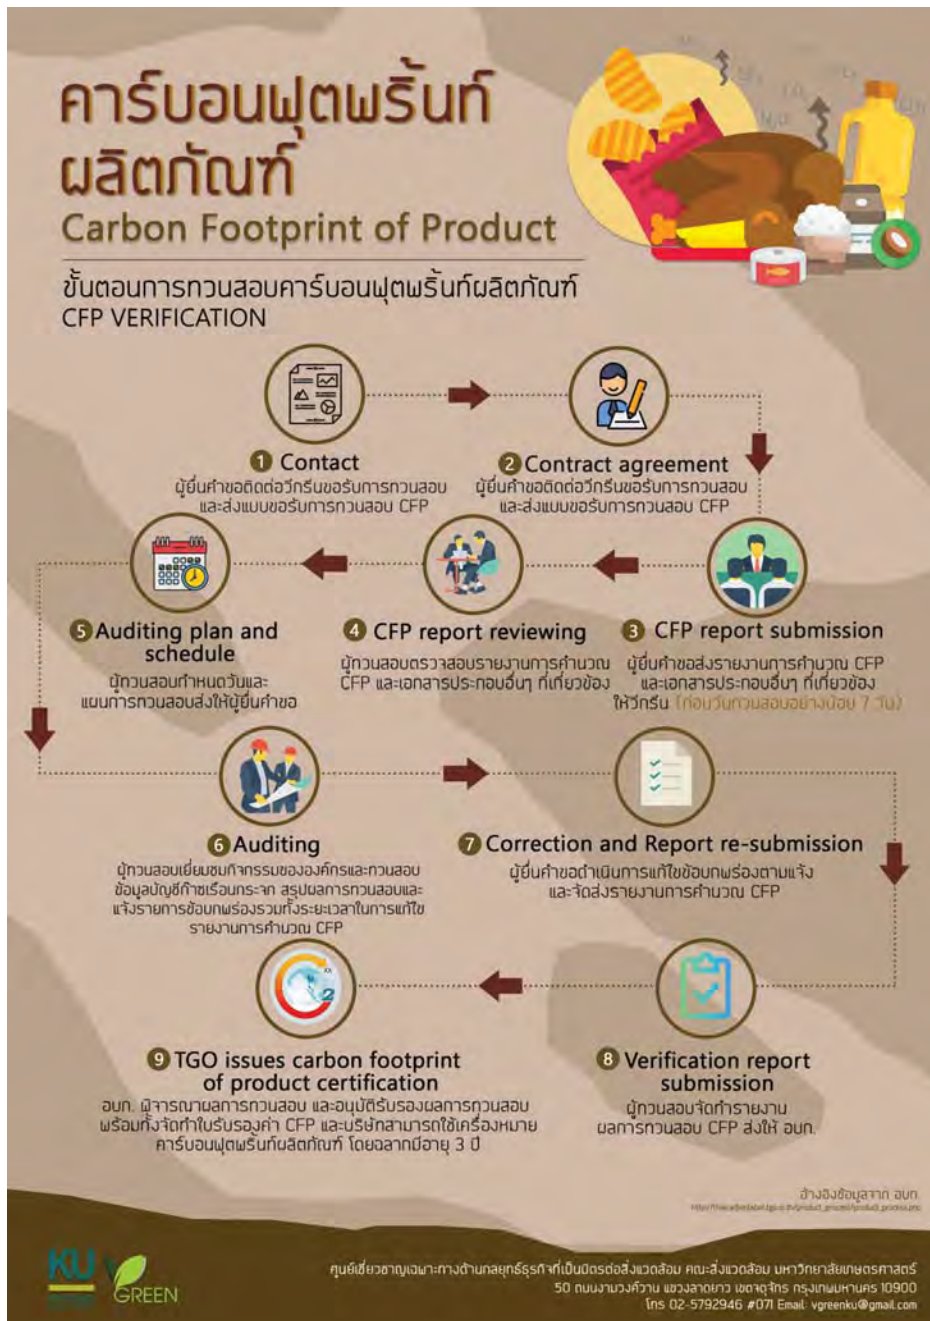 คาร์บอนฟุตพริ้นท์
ผลิตภัณฑ์
Carbon Footprint of Product
ขั้นตอนการทวนสอบคาร์บอนฟุตพริ้นท์ผลิตภัณฑ์
CFP VERIFICATION
1 Contact
ผู้ยื่นคำขอติดต่อวีกรีนขอรับการทวนสอบ
และส่งแบบขอรับการทวนสอบ CFP
2 Contract agreement
ผู้ยื่นคำขอติดต่อวีกรีนขอรับการทวนสอบ
และส่งแบบขอรับการทวนสอบ CFP
3 CFP report submission
ผู้ยื่นคำขอส่งรายงานการคำนวณ CFP
และเอกสารประกอบอื่นๆ ที่เกี่ยวข้อง
ให้วีกรีน (ก่อนวันทวนสอบอย่างน้อย 7 วัน)
4 CFP report reviewing
ผู้ทวนสอบตรวจสอบรายงานการคำนวณ
CFP และเอกสารประกอบอื่นๆ ที่เกี่ยวข้อง
5 Auditing plan and
schedule
ผู้ทวนสอบกำหนดวันและ
แผนการทวนสอบส่งให้ผู้ยื่นคำขอ
6 Auditing
ผู้ทวนสอบเยี่ยมชมกิจกรรมขององค์กรและทวนสอบ
ข้อมูลบัญชีก๊าซเรือนกระจก สรุปผลการทวนสอบและ
แจ้งรายการข้อบกพร่องรวมทั้งระยะเวลาในการแก้ไข
รายงานการคำนวณ CFP
7 Correction and Report re-submission
ผู้ยื่นคำขอดำเนินการแก้ไขข้อบกพร่องตามแจ้ง
และจัดส่งรายงานการคำนวณ CFP
8 Verification report
submission
ผู้ทวนสอบจัดทำรายงาน
ผลการทวนสอบ CFP ส่งให้ อบก.
9 TGO issues carbon footprint
of product certification
อบก. พิจารณาผลการทวนสอบ และอนุมัติรับรองผลการทวนสอบ
พร้อมทั้งจัดทำใบรับรองค่า CFP และบริษัทสามารถใช้เครื่องหมาย
คาร์บอนฟุตพริ้นท์ผลิตภัณฑ์ โดยฉลากมีอายุ 3 ปี
อ้างอิงข้อมูลจาก อบก.
KU
GREEN
ศูนย์เชี่ยวชาญเฉพาะทางด้านกลยุทธ์ธุรกิจที่เป็นมิตรต่อสิ่งแวดล้อม คณะสิ่งแวดล้อม มหาวิทยาลัยเกษตรศาสตร์
50 ถนนงามวงศ์วาน แขวงลาดยาว เขตจตุจักร กรุงเทพมหานคร 10900
โทร 02-5792946 #071 Email: vgreenku@gmail.com